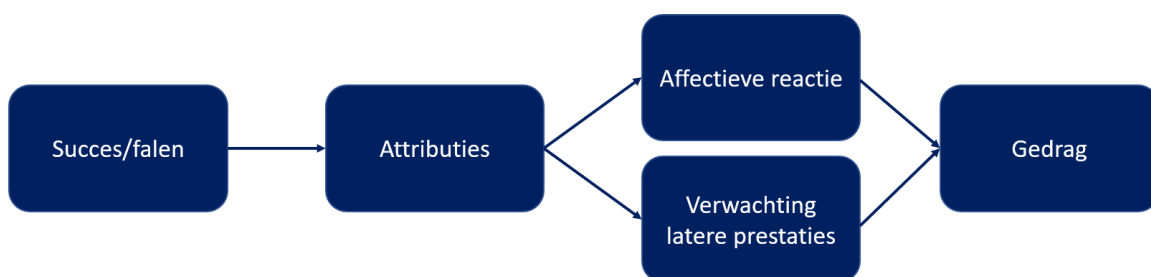 Succes/falen
Attributies
Affectieve reactie
Verwachting
latere prestaties
Gedrag